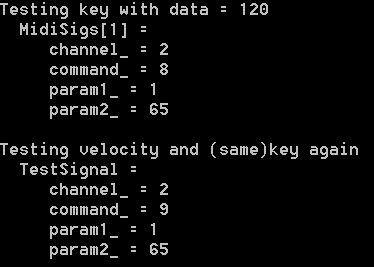 Testing key with data = 120
MidiSigs[1] =
channel_ = 2
command_ = 8
param1_ = 1
param2_ = 65
Testing velocity and (same)key again
TestSignal =
channel_ = 2
command_ = 9
param1_ = 1
param2_ = 65